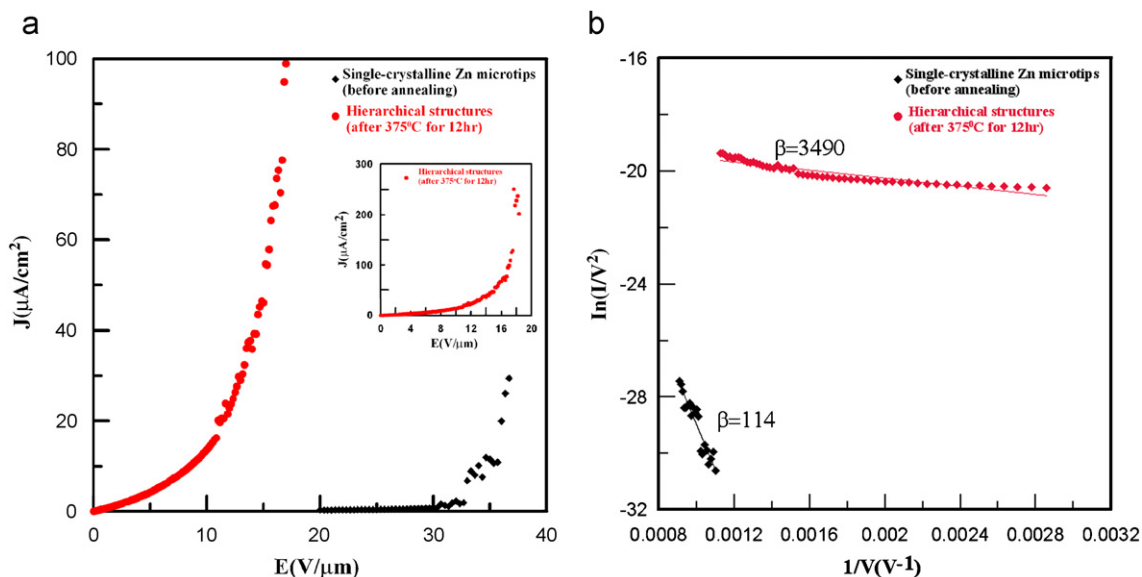 a
100
80
60
40
20
0
J(μA/cm²)
0 10 20 30 40
E(V/μm)
Single-crystalline Zn microtips
(before annealing)
Hierarchical structures
(after 375⁰C for 12hr)
300
250
200
150
100
50
0
J(μA/cm²)
0 4 8 12 16 20
E(V/μm)
Hierarchical structures
(after 375⁰C for 12hr)
b
-16
-20
-24
-28
-32
In(I/V²)
0.0008 0.0012 0.0016 0.002 0.0024 0.0028 0.0032
1/V(V⁻¹)
Single-crystalline Zn microtips
(before annealing)
Hierarchical structures
(after 375⁰C for 12hr)
β=3490
β=114